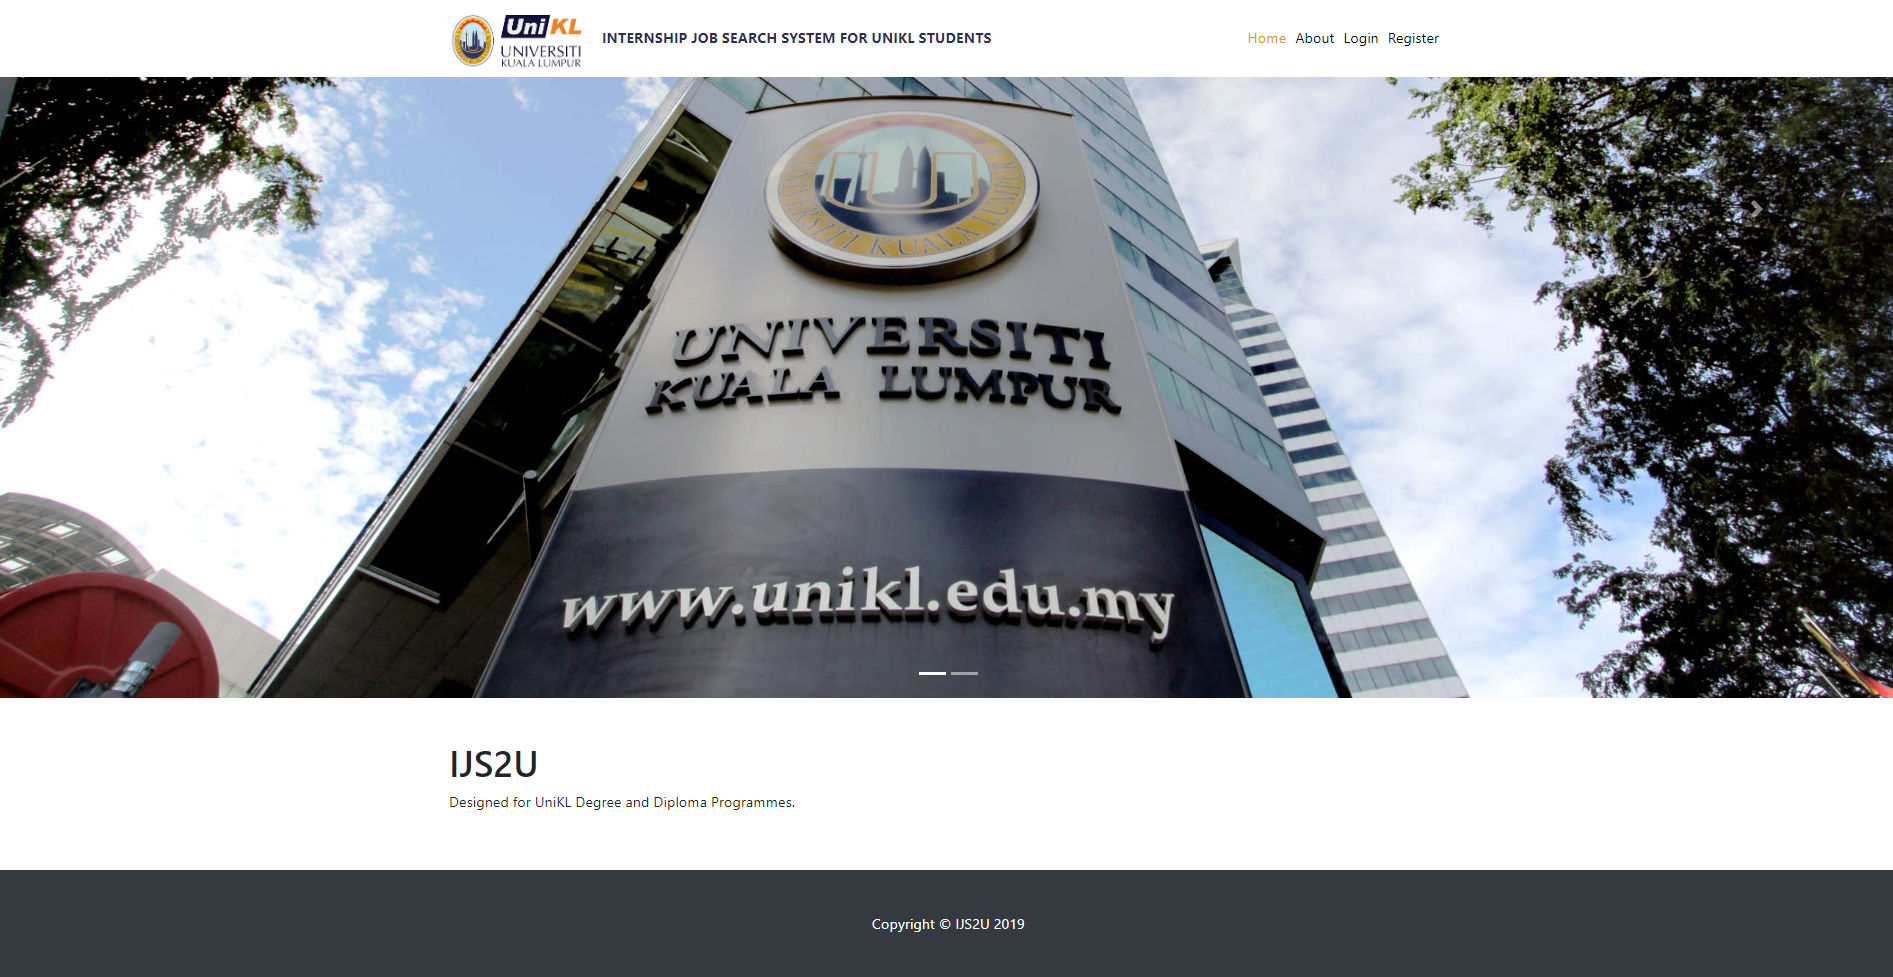 UniKL
UNIVERSITI
KUALA LUMPUR
INTERNSHIP JOB SEARCH SYSTEM FOR UNIKL STUDENTS
Home About Login Register
UNIVERSITI KUALA LUMPUR
UNIVERSITI
KUALA LUMPUR
www.unikl.edu.my
IJS2U
Designed for UniKL Degree and Diploma Programmes.
Copyright © IJS2U 2019